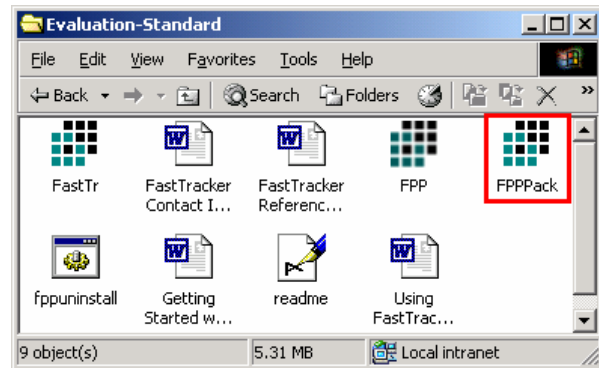 Evaluation-Standard
File Edit View Favorites Tools Help
Back Search Folders »
FastTr FastTracker Contact I... FastTracker Referenc... FPP FPPPack
fppuninstall Getting Started w... readme Using FastTrac...
9 object(s) 5.31 MB Local intranet